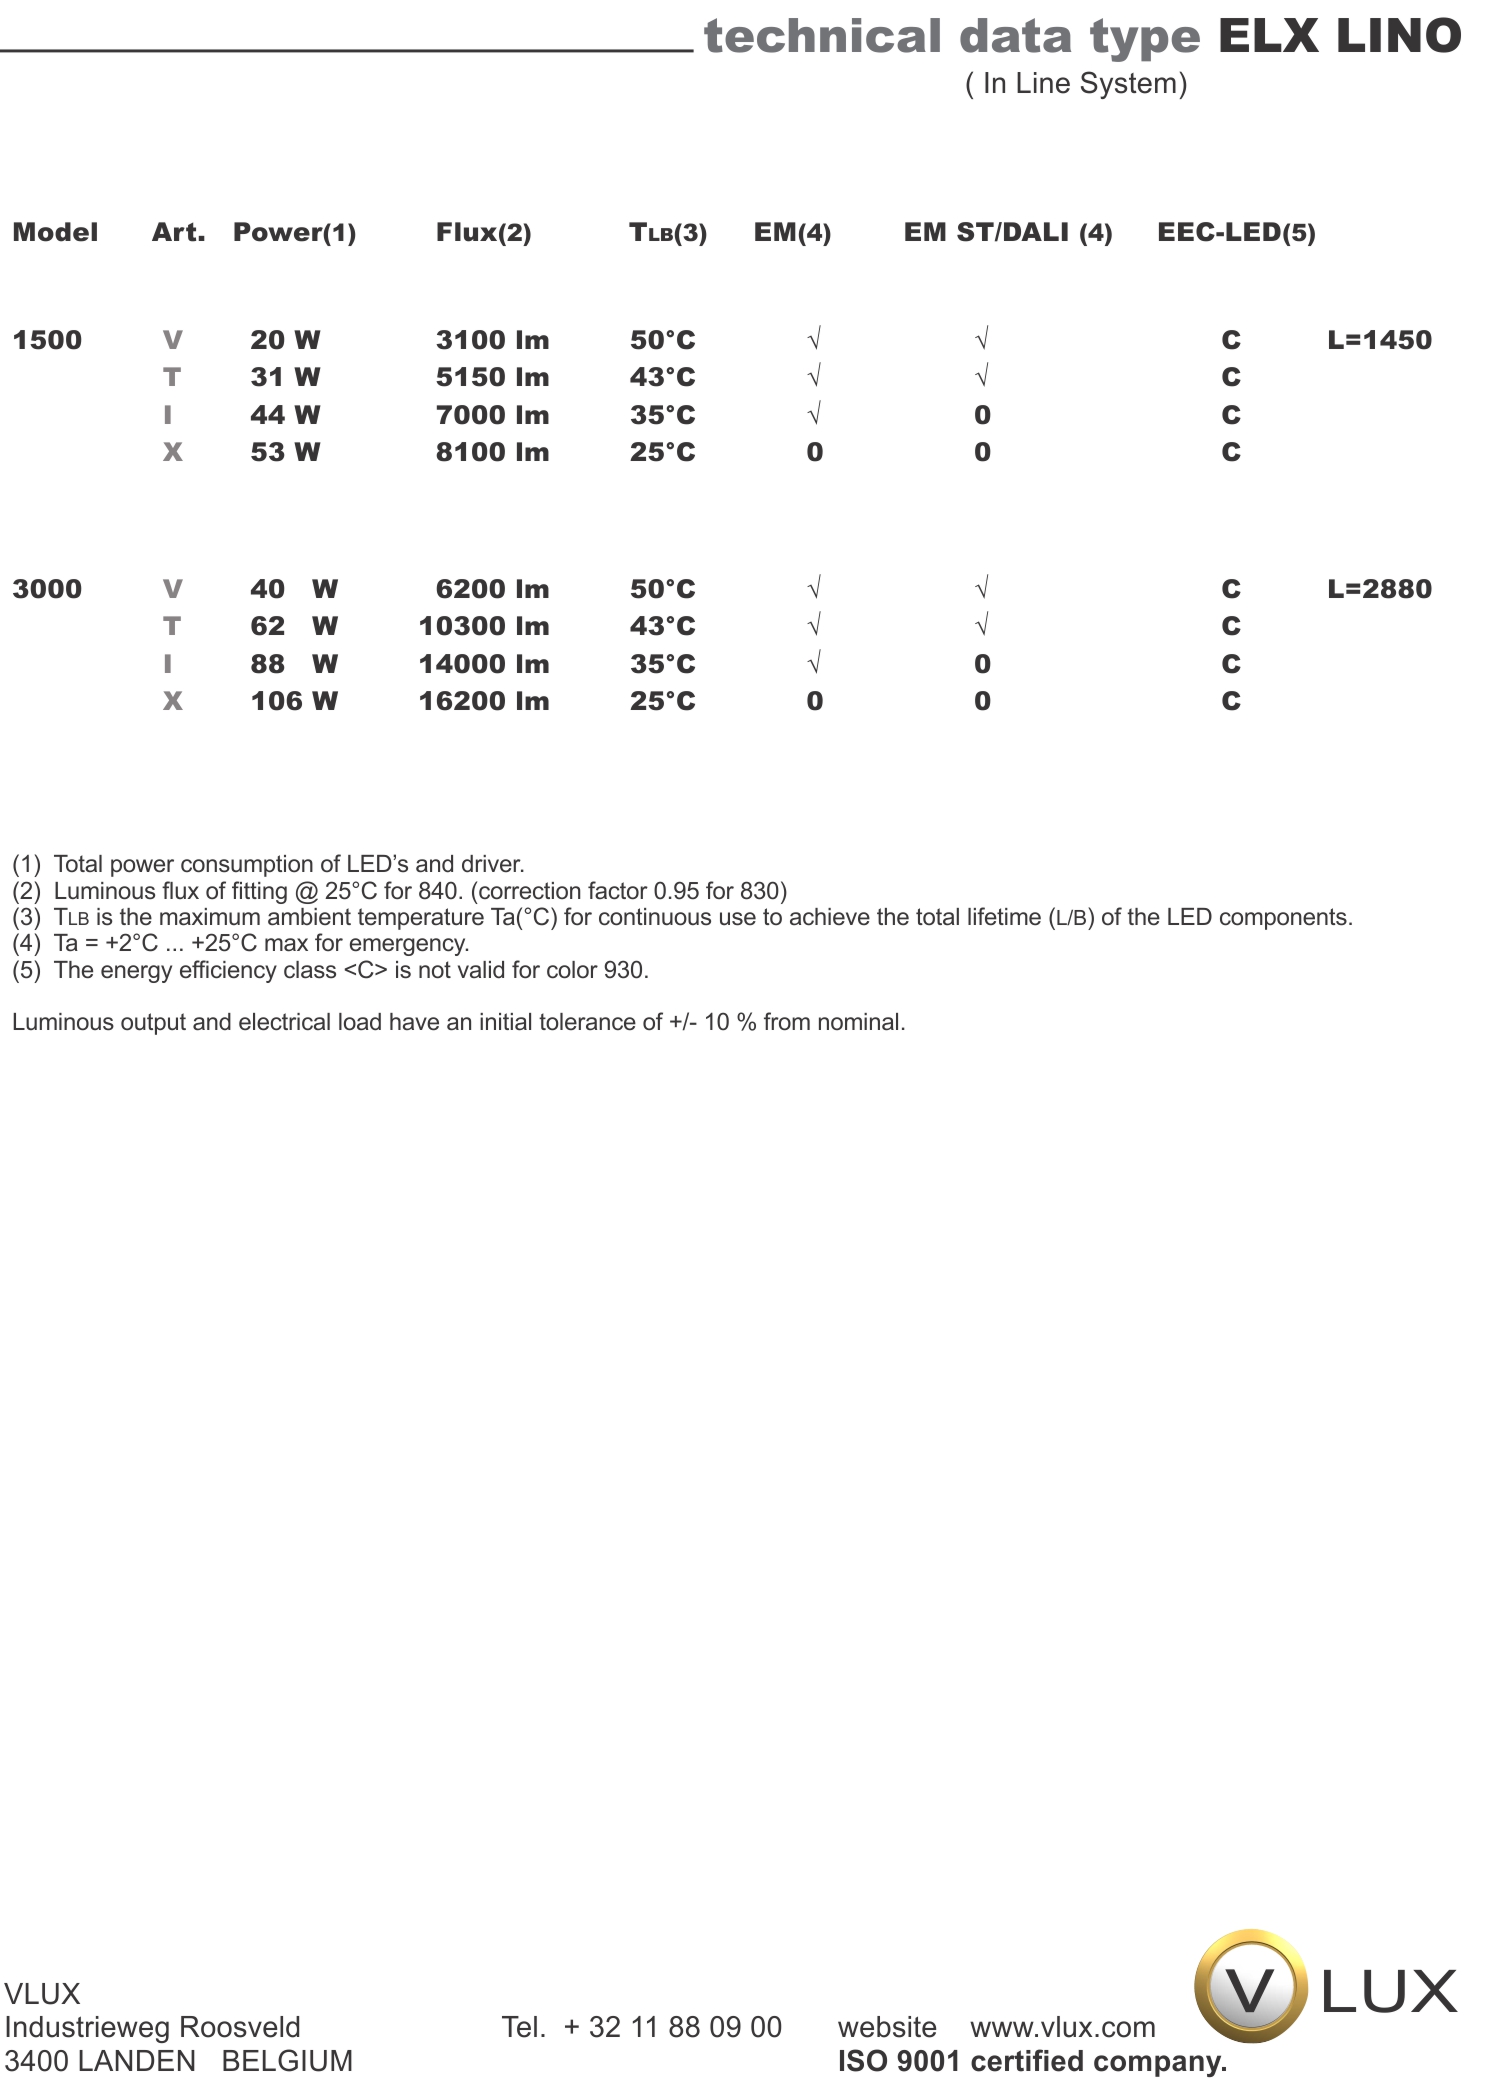 technical data type ELX LINO
( In Line System)
Model Art. Power(1) Flux(2) TLB(3) EM(4) EM ST/DALI (4) EEC-LED(5)
1500 V 20 W 3100 lm 50°C √ √ C L=1450
T 31 W 5150 lm 43°C √ √ C
I 44 W 7000 lm 35°C √ 0 C
X 53 W 8100 lm 25°C 0 0 C
3000 V 40 W 6200 lm 50°C √ √ C L=2880
T 62 W 10300 lm 43°C √ √ C
I 88 W 14000 lm 35°C √ 0 C
X 106 W 16200 lm 25°C 0 0 C
(1) Total power consumption of LED’s and driver.
(2) Luminous flux of fitting @ 25°C for 840. (correction factor 0.95 for 830)
(3) TLB is the maximum ambient temperature Ta(°C) for continuous use to achieve the total lifetime (L/B) of the LED components.
(4) Ta = +2°C ... +25°C max for emergency.
(5) The energy efficiency class <C> is not valid for color 930.
Luminous output and electrical load have an initial tolerance of +/- 10 % from nominal.
V LUX
VLUX
Industrieweg Roosveld Tel. + 32 11 88 09 00 website www.vlux.com
3400 LANDEN BELGIUM ISO 9001 certified company.